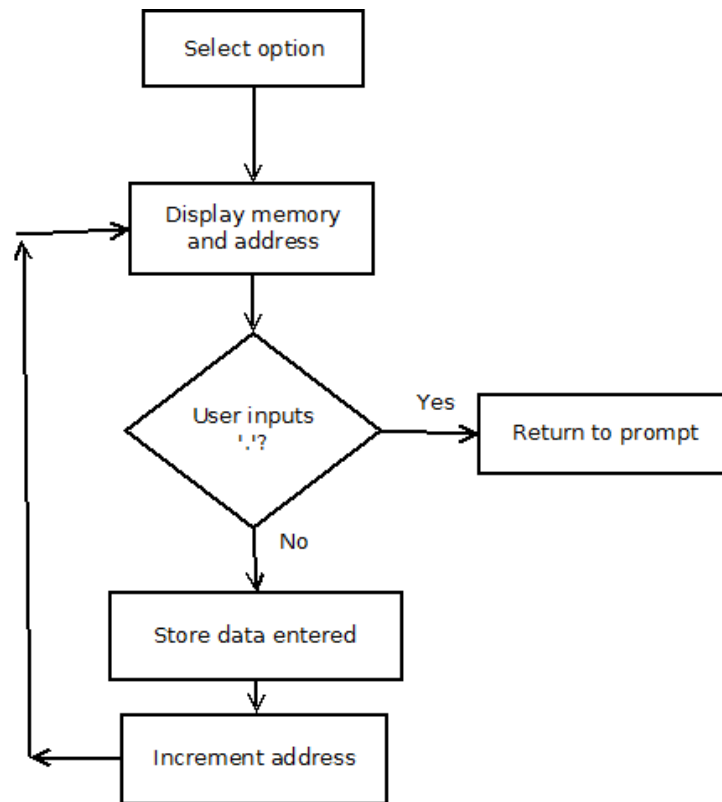 Select option
Display memory
and address
User inputs
'.'?
Yes
Return to prompt
No
Store data entered
Increment address